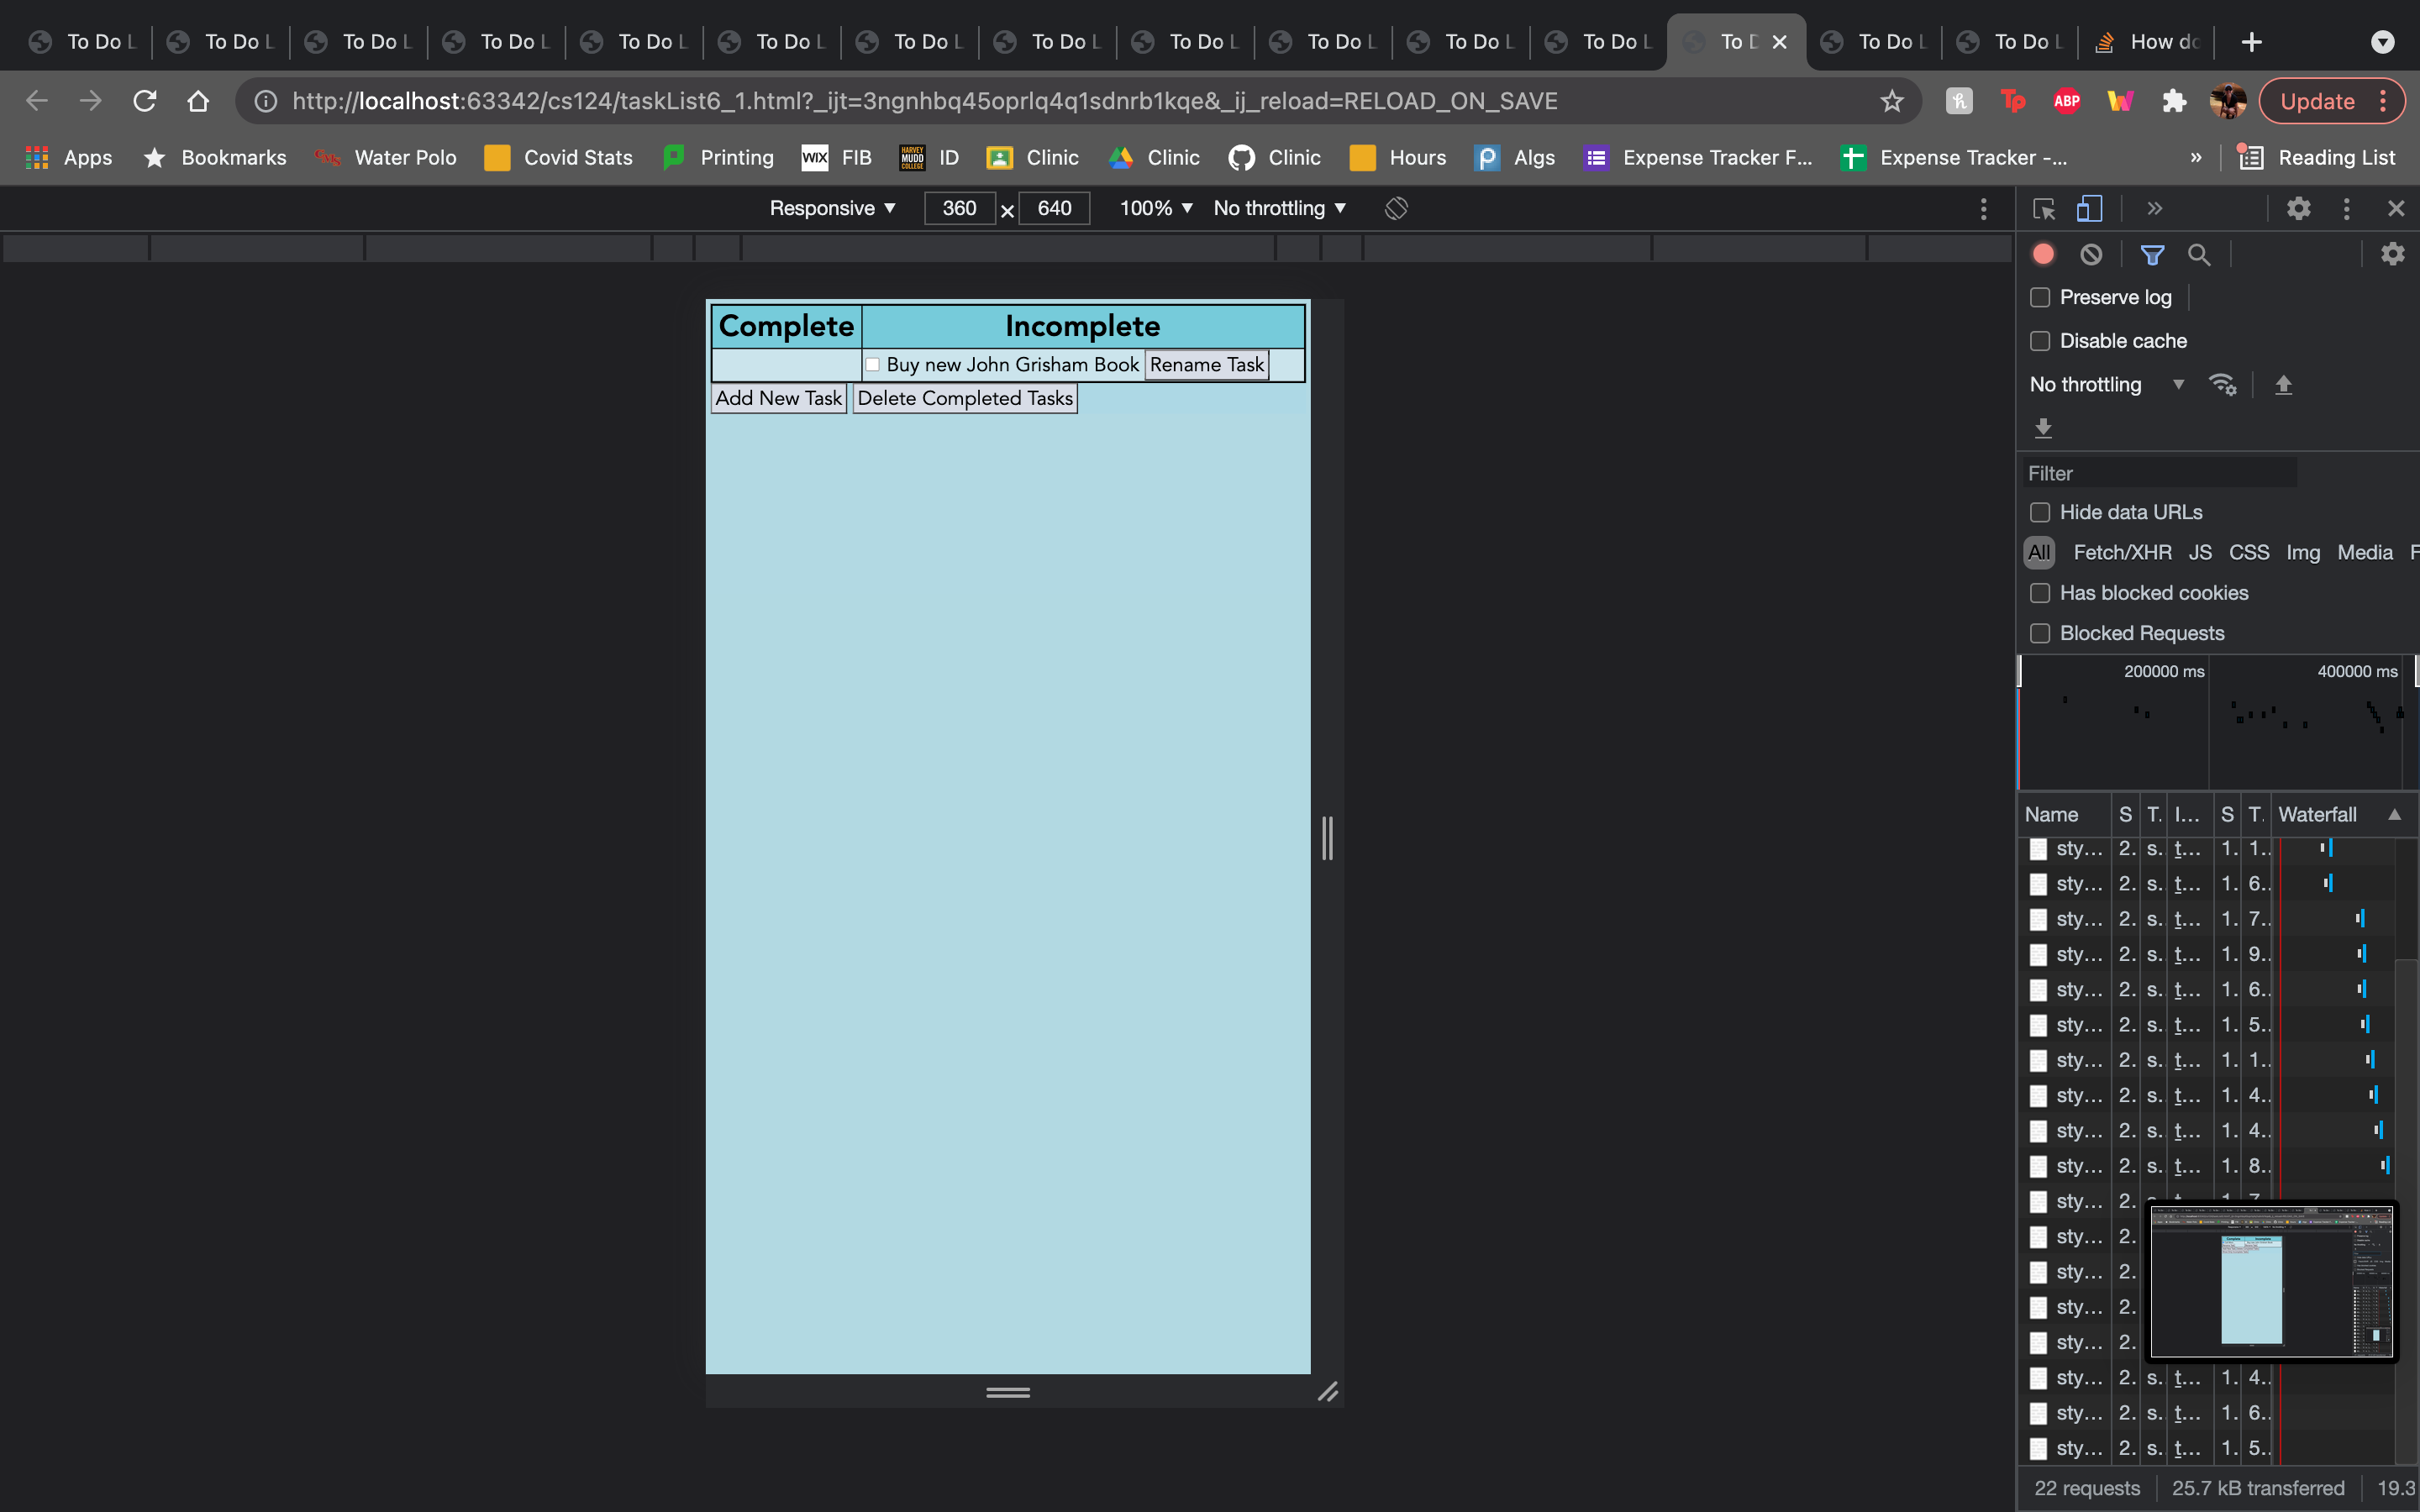 To Do L To Do L To Do L To Do L To Do L To Do L To Do L To Do L To Do L To Do L To Do L To Do L To D To Do L To Do L How do
http://localhost:63342/cs124/taskList6_1.html?_ijt=3ngnhbq45oprlq4q1sdnrb1kqe&_ij_reload=RELOAD_ON_SAVE
Tp ABP Update
Apps Bookmarks Water Polo Covid Stats Printing WIX FIB HARVEY MUDD COLLEGE ID Clinic Clinic Clinic Hours Algs Expense Tracker F... Expense Tracker -... » Reading List
Responsive 360 × 640 100% No throttling
Preserve log
Disable cache
No throttling
Filter
Hide data URLs
All Fetch/XHR JS CSS Img Media F
Has blocked cookies
Blocked Requests
200000 ms 400000 ms
Name S T. I... S T. Waterfall
sty... 2. s. t... 1. 1..
sty... 2. s. t... 1. 6..
sty... 2. s. t... 1. 7..
sty... 2. s. t... 1. 9..
sty... 2. s. t... 1. 6..
sty... 2. s. t... 1. 5..
sty... 2. s. t... 1. 1..
sty... 2. s. t... 1. 4..
sty... 2. s. t... 1. 4..
sty... 2. s. t... 1. 8..
sty... 2.
sty... 2.
sty... 2.
sty... 2.
sty... 2.
sty... 2. s. t... 1. 4..
sty... 2. s. t... 1. 6..
sty... 2. s. t... 1. 5..
22 requests 25.7 kB transferred 19.3
Complete Incomplete
Buy new John Grisham Book Rename Task
Add New Task Delete Completed Tasks